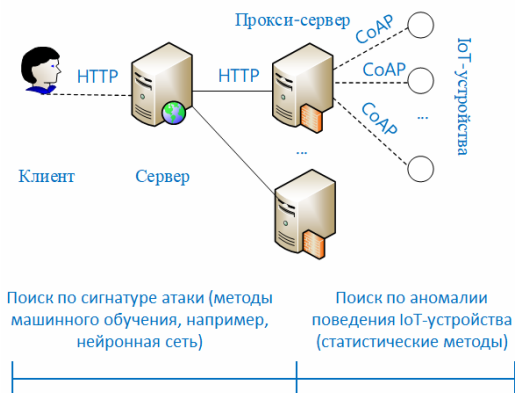 Прокси-сервер
CoAP
HTTP
HTTP
CoAP
IoT-устройства
...
CoAP
...
Клиент
Сервер
Поиск по сигнатуре атаки (методы
машинного обучения, например,
нейронная сеть)
Поиск по аномалии
поведения IoT-устройства
(статистические методы)